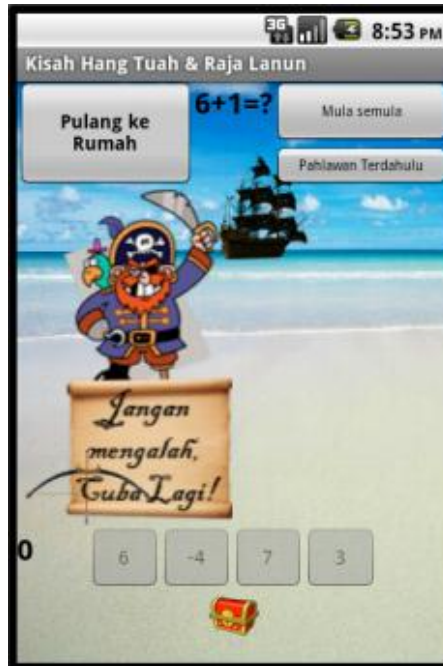 3G
8:53 PM
Kisah Hang Tuah & Raja Lanun
Pulang ke
Rumah
6+1=?
Mula semula
Pahlawan Terdahulu
Jangan
mengalah,
Cuba Lagi!
0
6
-4
7
3